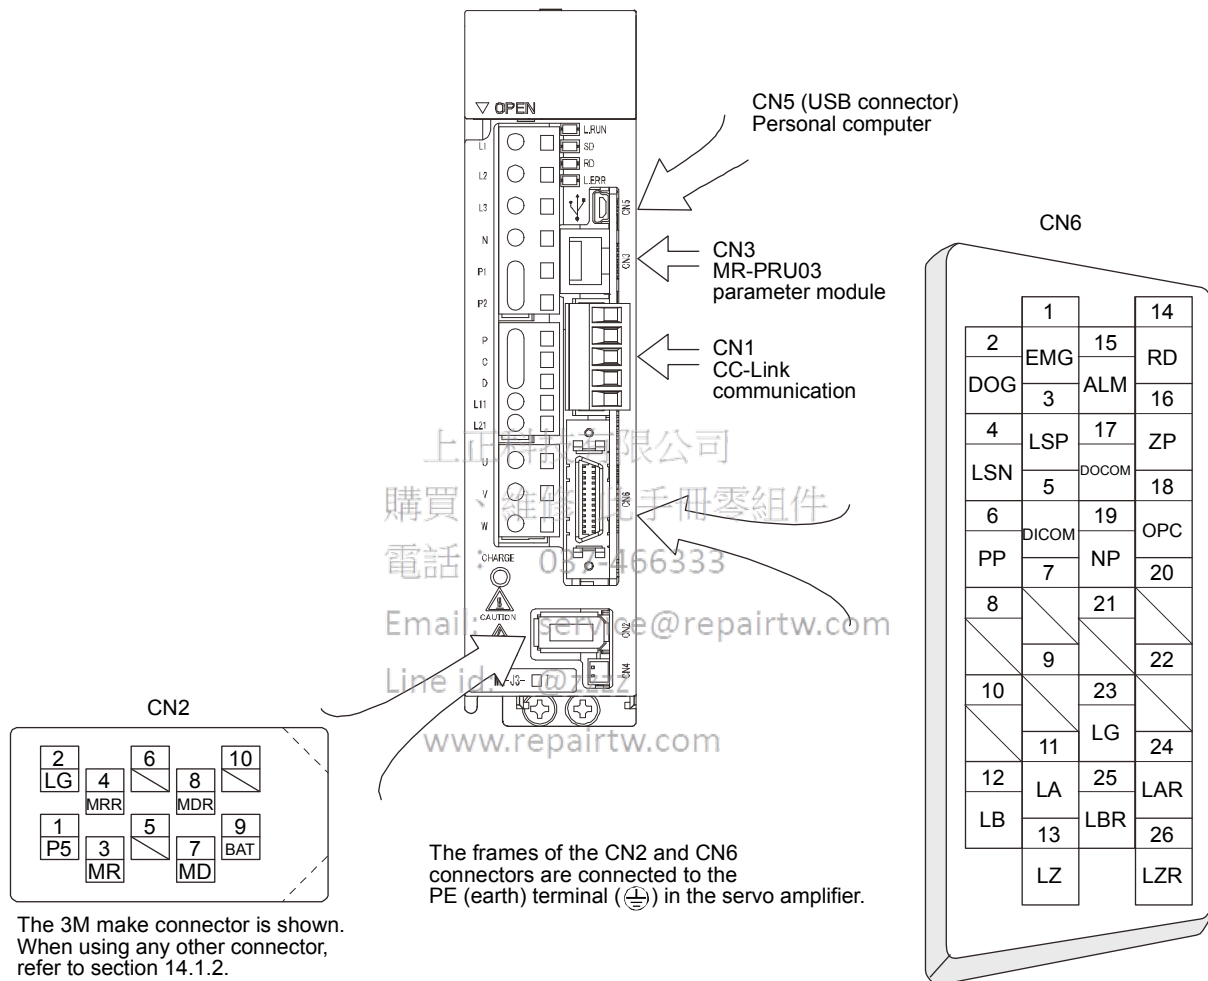 ▽ OPEN
L1
L2
L3
N
P1
P2
P
C
D
L11
L21
U
V
W
L.RUN
SD
RD
L.ERR
CN5
CN3
CN6
CN2
CN4
CHARGE
CAUTION
CN5 (USB connector)
Personal computer
CN3
MR-PRU03
parameter module
CN1
CC-Link
communication
上正科技有限公司
購買、維修 手冊零組件
電話： 037-466333
Email: service@repairtw.com
Line id: @zzzz
www.repairtw.com
CN2
2 6 10
LG 4 8
MRR MDR
1 5 9
P5 3 7 BAT
MR MD
The 3M make connector is shown.
When using any other connector,
refer to section 14.1.2.
The frames of the CN2 and CN6
connectors are connected to the
PE (earth) terminal ( ) in the servo amplifier.
CN6
1 14
2 EMG 15 RD
DOG 3 ALM 16
4 LSP 17 ZP
LSN 5 DOCOM 18
6 DICOM 19 OPC
PP 7 NP 20
8 21
9 22
10 23
11 LG 24
12 LA 25 LAR
LB 13 LBR 26
LZ LZR